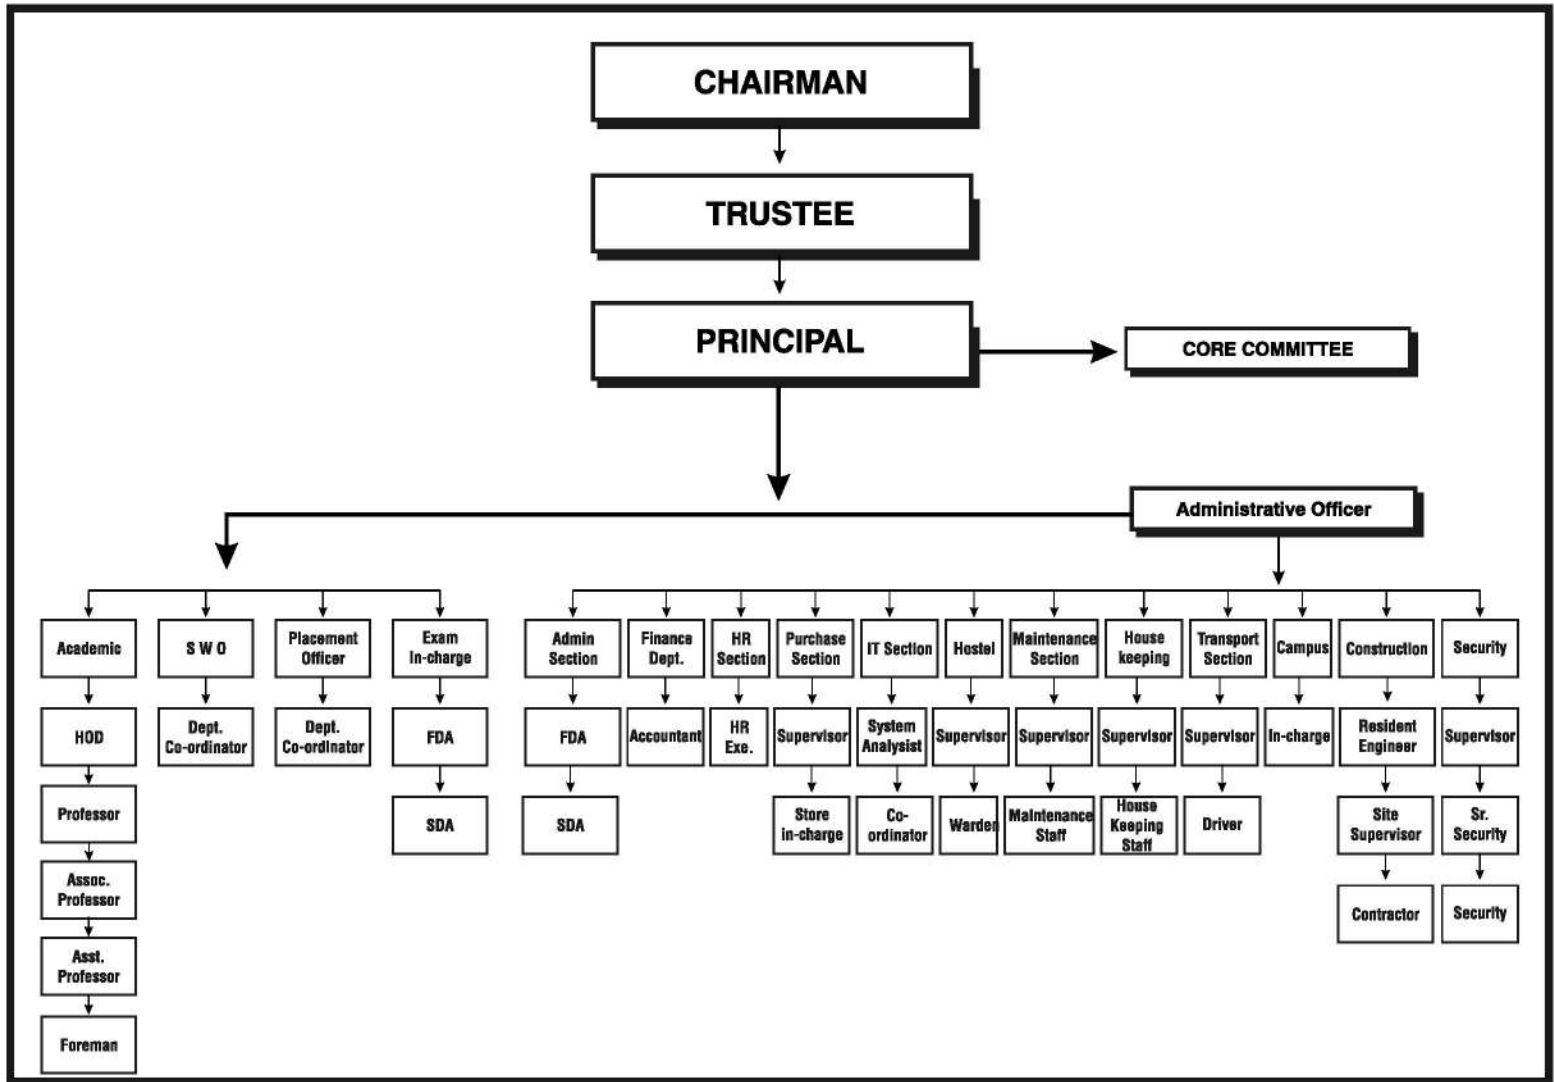 CHAIRMAN
TRUSTEE
PRINCIPAL
CORE COMMITTEE
Administrative Officer
Academic
S W O
Placement
Officer
Exam
In-charge
Admin
Section
Finance
Dept.
HR
Section
Purchase
Section
IT Section
Hostel
Maintenance
Section
House
keeping
Transport
Section
Campus
Construction
Security
HOD
Dept.
Co-ordinator
Dept.
Co-ordinator
FDA
FDA
Accountant
HR
Exe.
Supervisor
System
Analysist
Supervisor
Supervisor
Supervisor
Supervisor
In-charge
Resident
Engineer
Supervisor
Professor
SDA
SDA
Store
in-charge
Co-
ordinator
Warden
Maintenance
Staff
House
Keeping
Staff
Driver
Site
Supervisor
Sr.
Security
Assoc.
Professor
Contractor
Security
Asst.
Professor
Foreman